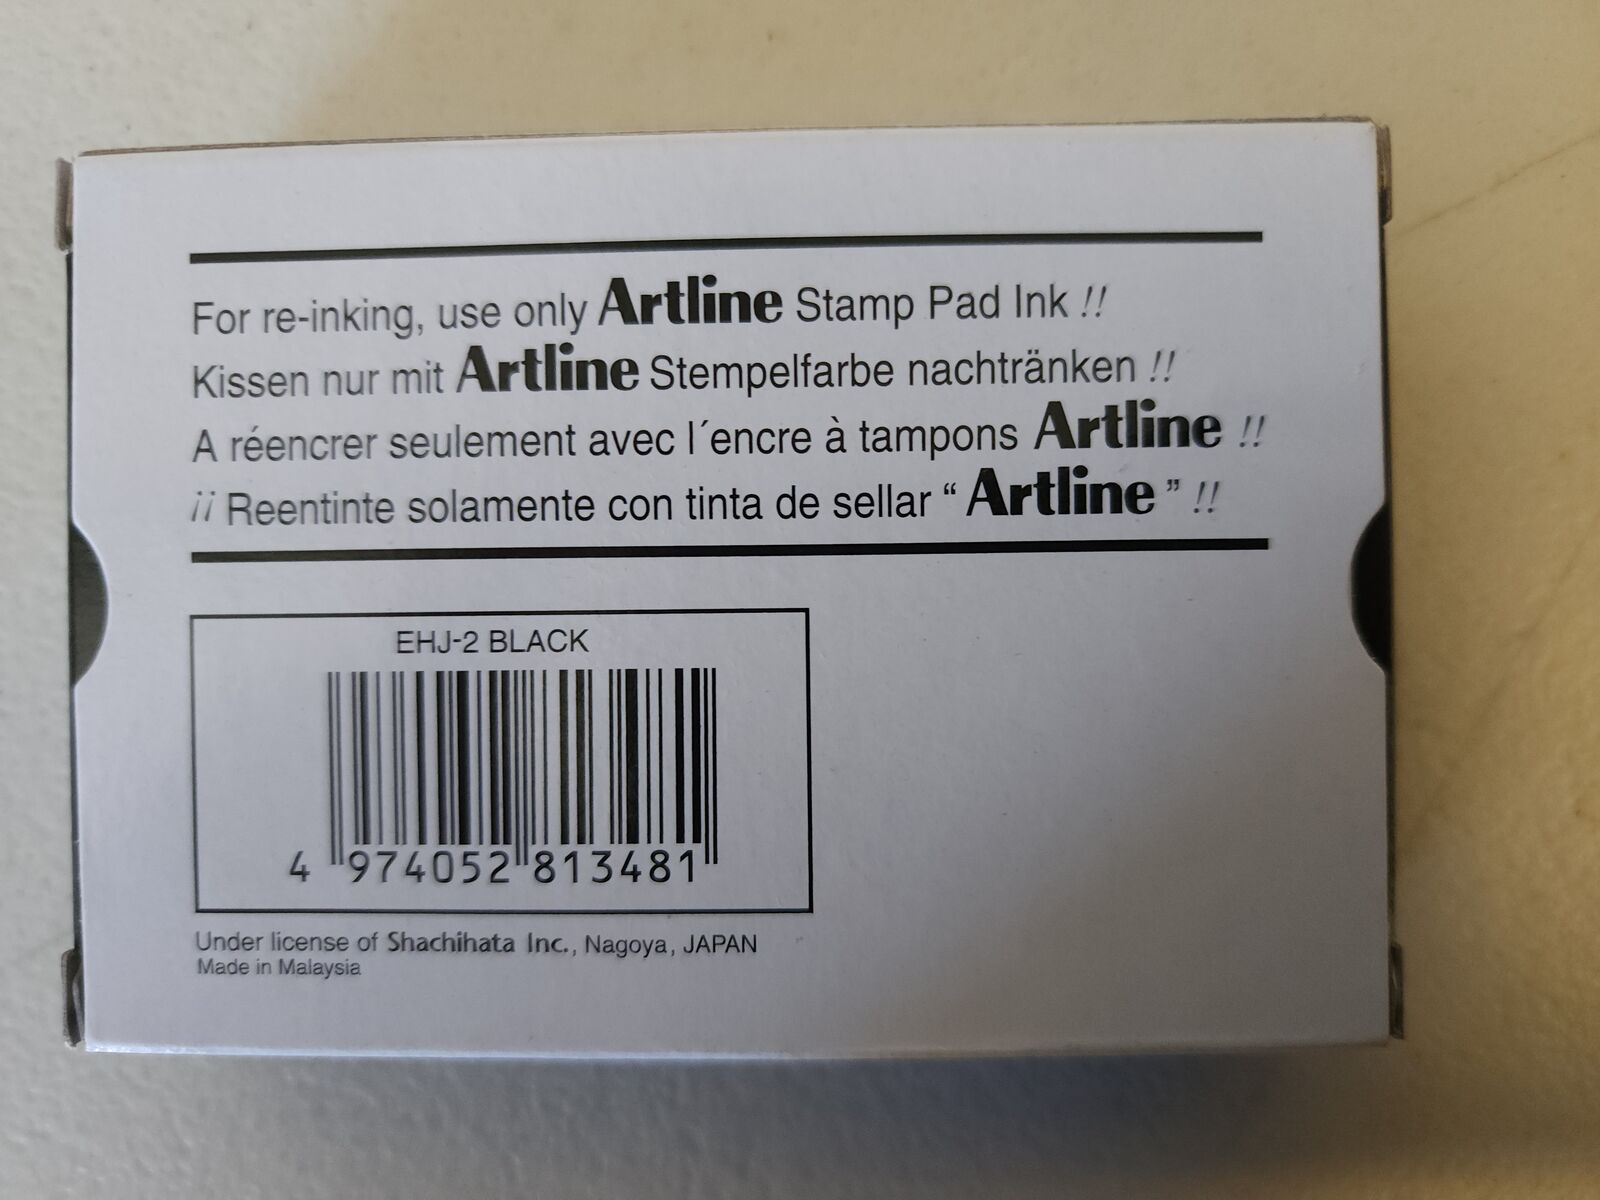 For re-inking, use only Artline Stamp Pad Ink !!
Kissen nur mit Artline Stempelfarbe nachtränken !!
A réencrer seulement avec l´encre à tampons Artline !!
¡¡ Reentinte solamente con tinta de sellar “ Artline ” !!
EHJ-2 BLACK
4 974052 813481
Under license of Shachihata Inc., Nagoya, JAPAN
Made in Malaysia